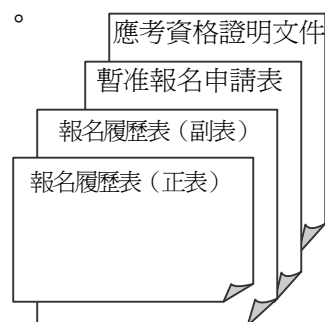 。
應考資格證明文件
暫准報名申請表
報名履歷表（副表）
報名履歷表（正表）